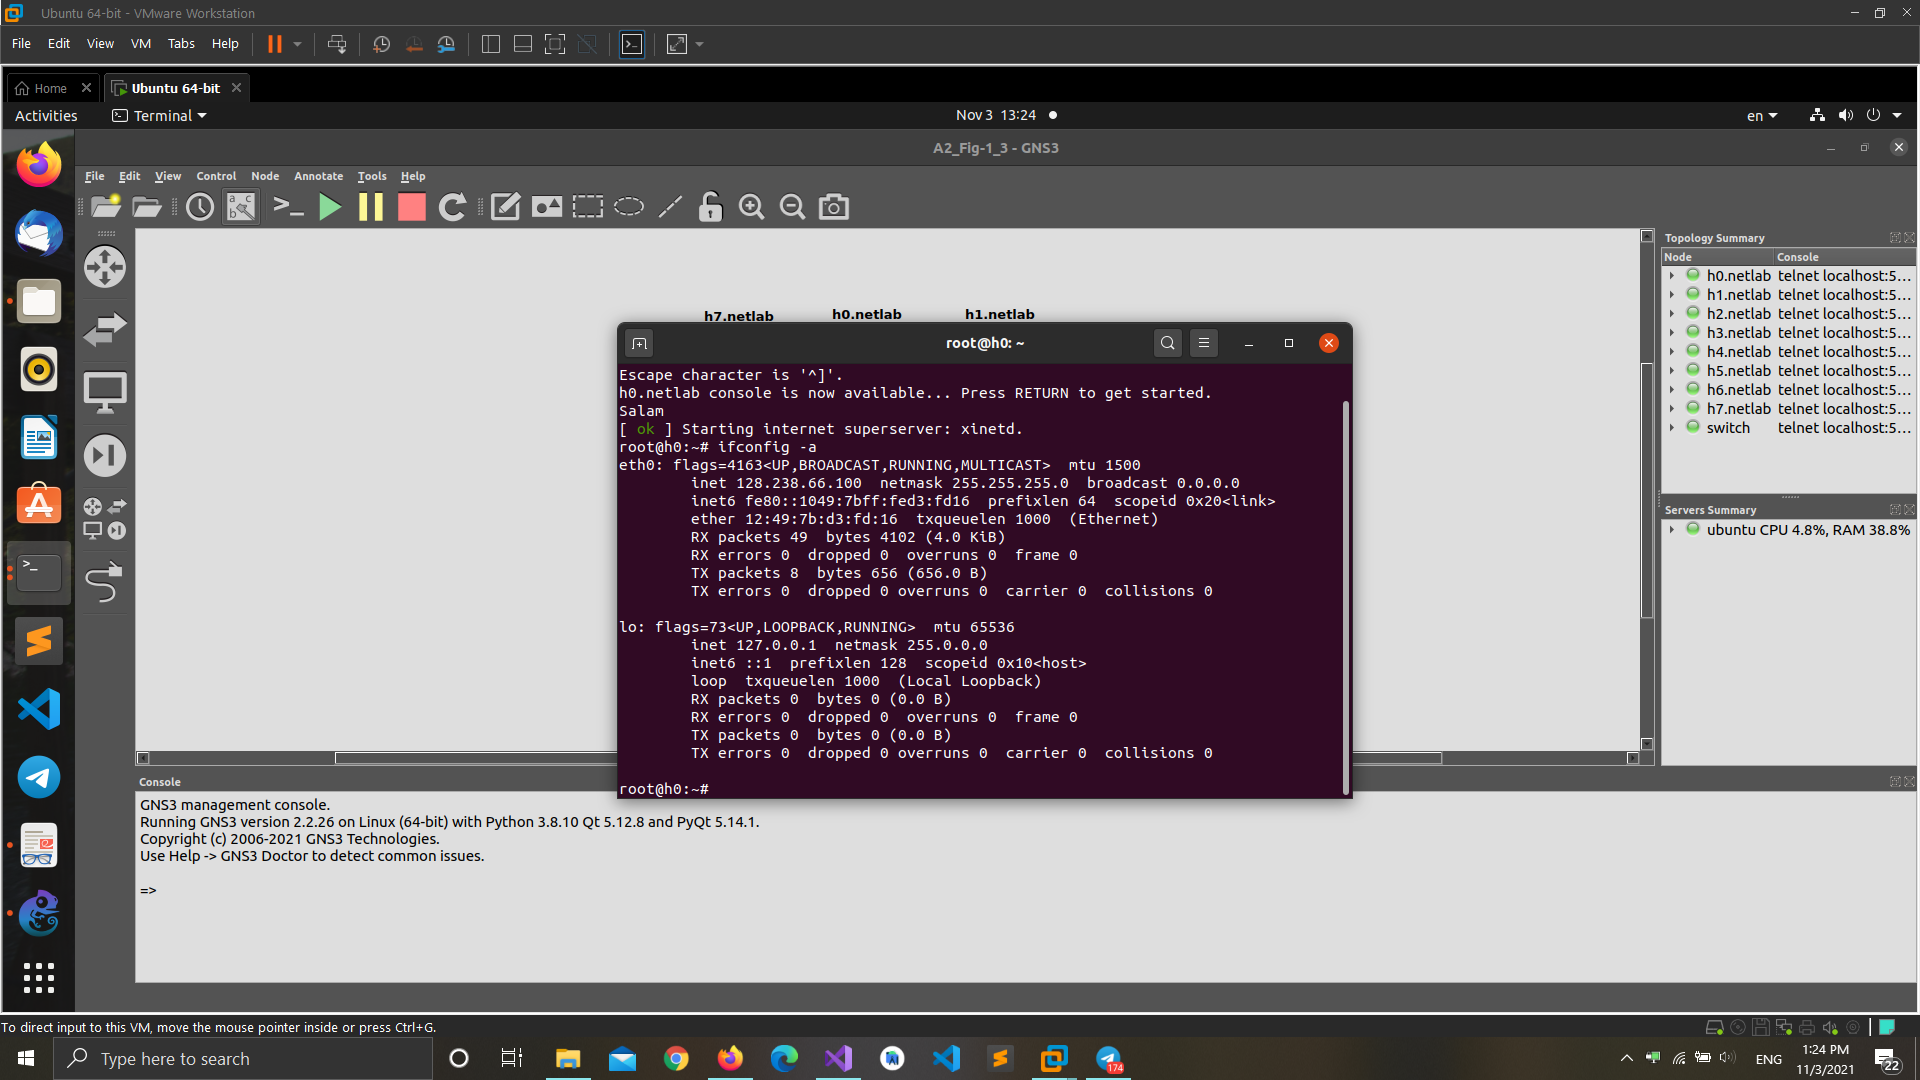 Ubuntu 64-bit - VMware Workstation
File Edit View VM Tabs Help
Home
Ubuntu 64-bit
Activities Terminal Nov 3 13:24 en
A2_Fig-1_3 - GNS3
File Edit View Control Node Annotate Tools Help
h7.netlab h0.netlab h1.netlab
root@h0: ~
Escape character is '^]'.
h0.netlab console is now available... Press RETURN to get started.
Salam
[ ok ] Starting internet superserver: xinetd.
root@h0:~# ifconfig -a
eth0: flags=4163<UP,BROADCAST,RUNNING,MULTICAST>  mtu 1500
        inet 128.238.66.100  netmask 255.255.255.0  broadcast 0.0.0.0
        inet6 fe80::1049:7bff:fed3:fd16  prefixlen 64  scopeid 0x20<link>
        ether 12:49:7b:d3:fd:16  txqueuelen 1000  (Ethernet)
        RX packets 49  bytes 4102 (4.0 KiB)
        RX errors 0  dropped 0  overruns 0  frame 0
        TX packets 8  bytes 656 (656.0 B)
        TX errors 0  dropped 0 overruns 0  carrier 0  collisions 0
lo: flags=73<UP,LOOPBACK,RUNNING>  mtu 65536
        inet 127.0.0.1  netmask 255.0.0.0
        inet6 ::1  prefixlen 128  scopeid 0x10<host>
        loop  txqueuelen 1000  (Local Loopback)
        RX packets 0  bytes 0 (0.0 B)
        RX errors 0  dropped 0  overruns 0  frame 0
        TX packets 0  bytes 0 (0.0 B)
        TX errors 0  dropped 0 overruns 0  carrier 0  collisions 0
root@h0:~#
Topology Summary
Node Console
h0.netlab telnet localhost:5...
h1.netlab telnet localhost:5...
h2.netlab telnet localhost:5...
h3.netlab telnet localhost:5...
h4.netlab telnet localhost:5...
h5.netlab telnet localhost:5...
h6.netlab telnet localhost:5...
h7.netlab telnet localhost:5...
switch telnet localhost:5...
Servers Summary
ubuntu CPU 4.8%, RAM 38.8%
Console
GNS3 management console.
Running GNS3 version 2.2.26 on Linux (64-bit) with Python 3.8.10 Qt 5.12.8 and PyQt 5.14.1.
Copyright (c) 2006-2021 GNS3 Technologies.
Use Help -> GNS3 Doctor to detect common issues.
=>
To direct input to this VM, move the mouse pointer inside or press Ctrl+G.
Type here to search
174
ENG
1:24 PM
11/3/2021
22